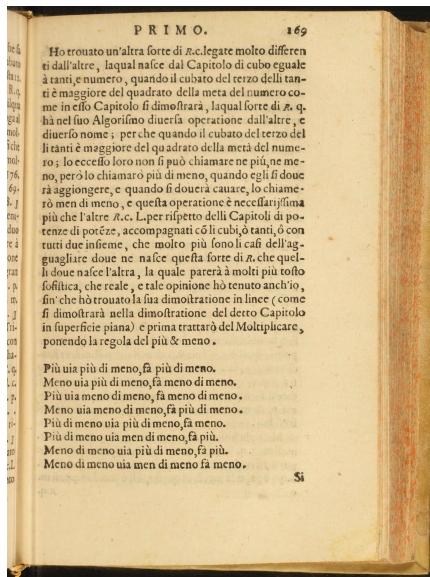 PRIMO. 169
Ho trouato un'altra sorte di R.c.legate molto differen
ti dall'altre, laqual nasce dal Capitolo di cubo eguale
à tanti,e numero, quando il cubato del terzo delli tan-
ti è maggiore del quadrato della meta del numero co-
me in esso Capitolo si dimostrarà, laqual sorte di R. q.
hà nel suo Algorismo diuersa operatione dall'altre, e
diuerso nome; per che quando il cubato del terzo del
li tanti è maggiore del quadrato della metà del nume-
ro; lo eccesso loro non si può chiamare ne più, ne me-
no, però lo chiamarò più di meno, quando egli si doue
rà aggiongere, e quando si douerà cauare, lo chiame-
rò men di meno, e questa operatione è necessarijssima
più che l'altre R.c. L.per rispetto delli Capitoli di po-
tenze di potẽze, accompagnati cõ li cubi,ò tanti,ò con
tutti due insieme, che molto più sono li casi dell'ag-
guagliare doue ne nasce questa sorte di R. che quel-
li doue nasce l'altra, la quale parerà à molti più tosto
sofistica, che reale, e tale opinione hò tenuto anch'io,
sin' che hò trouato la sua dimostratione in linee (come
si dimostrarà nella dimostratione del detto Capitolo
in superficie piana) e prima trattarò del Moltiplicare,
ponendo la regola del più & meno.
Più uia più di meno,fà più di meno.
Meno uia più di meno,fà meno di meno.
Più uia meno di meno, fà meno di meno.
Meno uia meno di meno,fà più di meno.
Più di meno uia più di meno,fà meno.
Più di meno uia men di meno,fà più.
Meno di meno uia più di meno,fà più.
Meno di meno uia men di meno fà meno.
Si